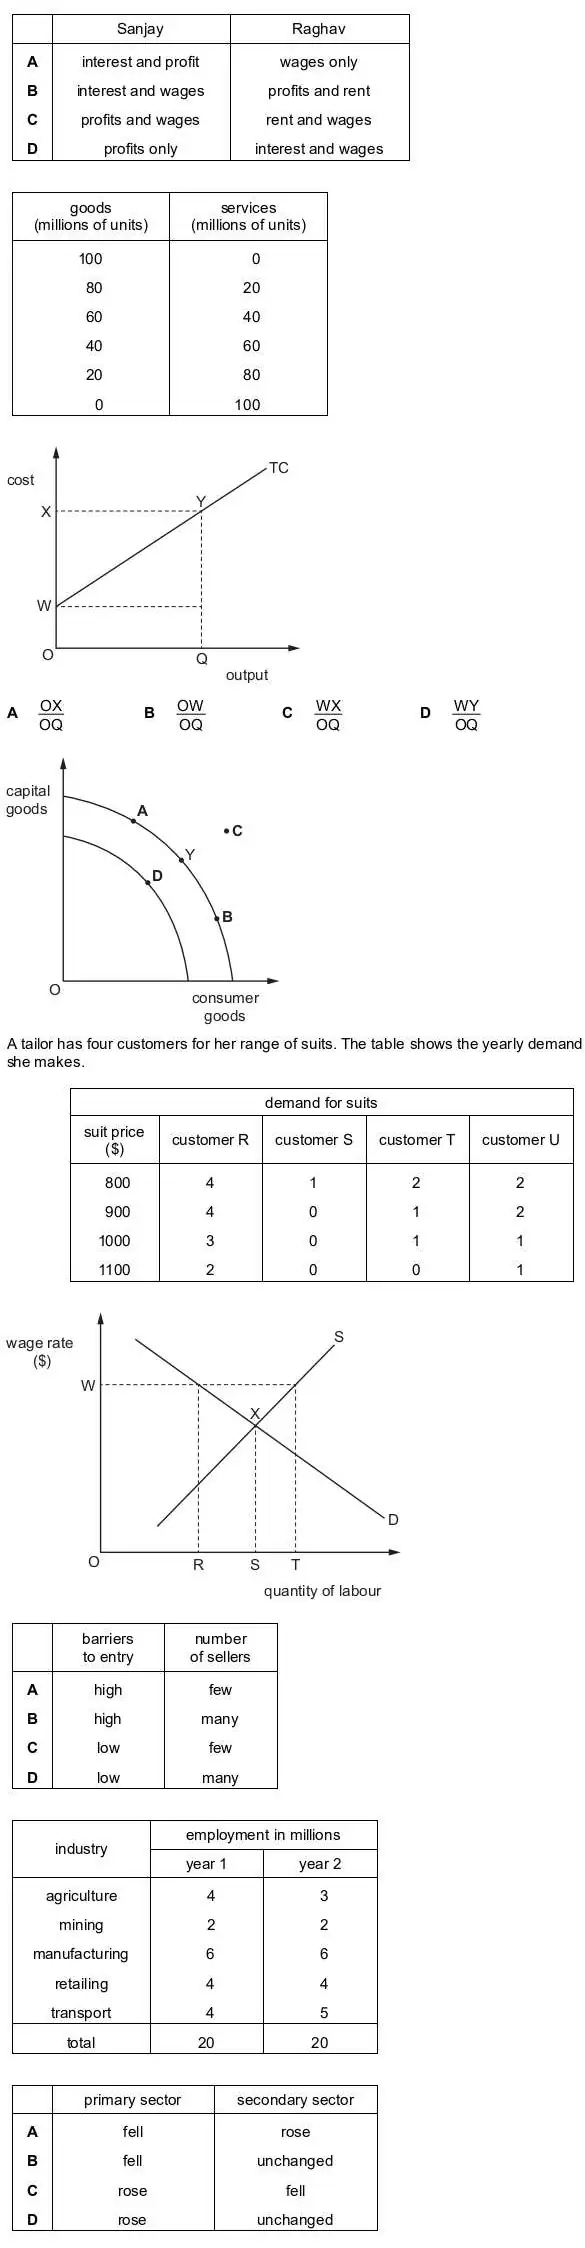 Sanjay Raghav
A interest and profit wages only
B interest and wages profits and rent
C profits and wages rent and wages
D profits only interest and wages
goods services
(millions of units) (millions of units)
100 0
80 20
60 40
40 60
20 80
0 100
cost
TC
X
Y
W
O
Q
output
A OX/OQ B OW/OQ C WX/OQ D WY/OQ
capital
goods
A
C
Y
D
B
O
consumer
goods
A tailor has four customers for her range of suits. The table shows the yearly demand
she makes.
demand for suits
suit price
($) customer R customer S customer T customer U
800 4 1 2 2
900 4 0 1 2
1000 3 0 1 1
1100 2 0 0 1
wage rate
($)
S
W
X
D
O
R S T
quantity of labour
barriers number
to entry of sellers
A high few
B high many
C low few
D low many
industry employment in millions
year 1 year 2
agriculture 4 3
mining 2 2
manufacturing 6 6
retailing 4 4
transport 4 5
total 20 20
primary sector secondary sector
A fell rose
B fell unchanged
C rose fell
D rose unchanged